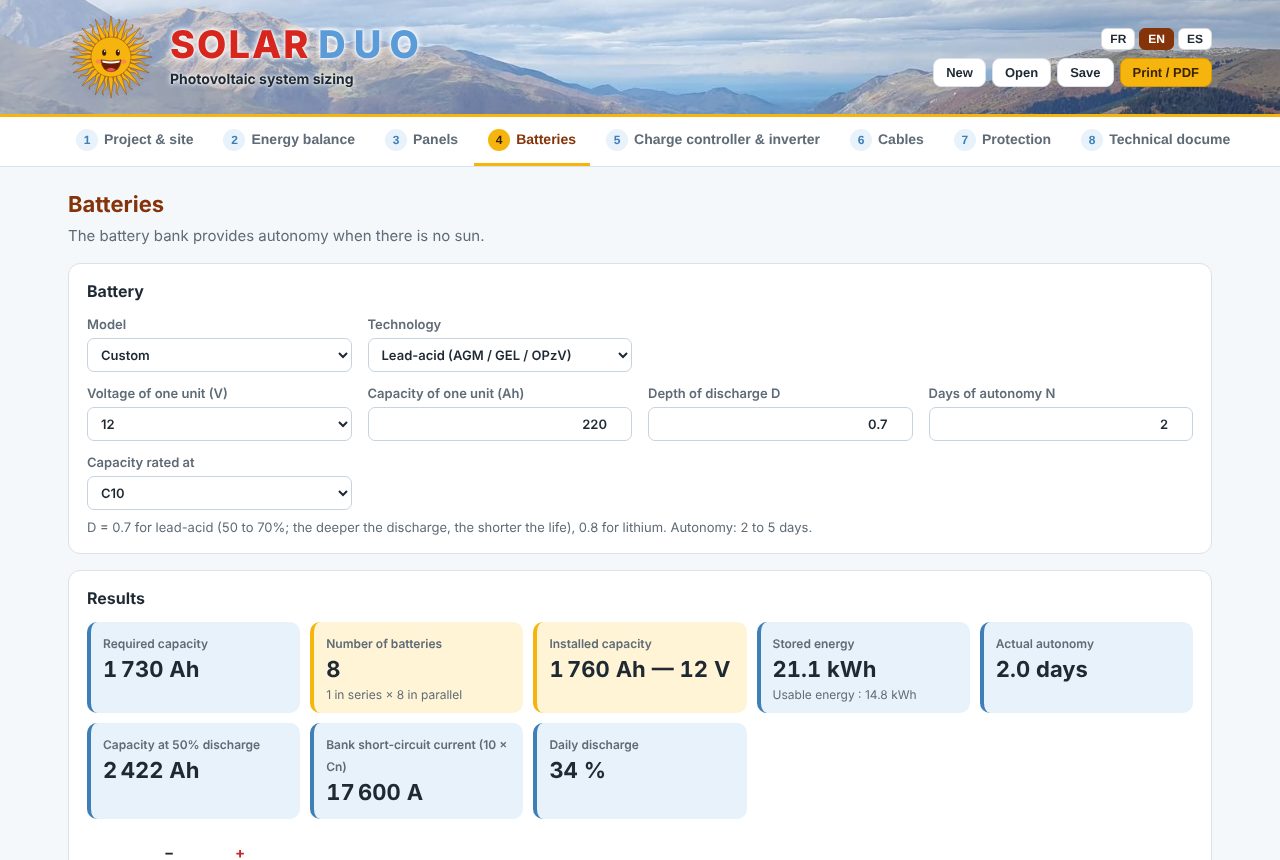 SOLAR DUO
Photovoltaic system sizing
FR EN ES
New Open Save Print / PDF
1 Project & site 2 Energy balance 3 Panels 4 Batteries 5 Charge controller & inverter 6 Cables 7 Protection 8 Technical docume
Batteries
The battery bank provides autonomy when there is no sun.
Battery
Model Technology
Custom Lead-acid (AGM / GEL / OPzV)
Voltage of one unit (V) Capacity of one unit (Ah) Depth of discharge D Days of autonomy N
12 220 0.7 2
Capacity rated at
C10
D = 0.7 for lead-acid (50 to 70%; the deeper the discharge, the shorter the life), 0.8 for lithium. Autonomy: 2 to 5 days.
Results
Required capacity Number of batteries Installed capacity Stored energy Actual autonomy
1 730 Ah 8 1 760 Ah — 12 V 21.1 kWh 2.0 days
1 in series × 8 in parallel Usable energy : 14.8 kWh
Capacity at 50% discharge Bank short-circuit current (10 × Daily discharge
Cn)
2 422 Ah 17 600 A 34 %
− +